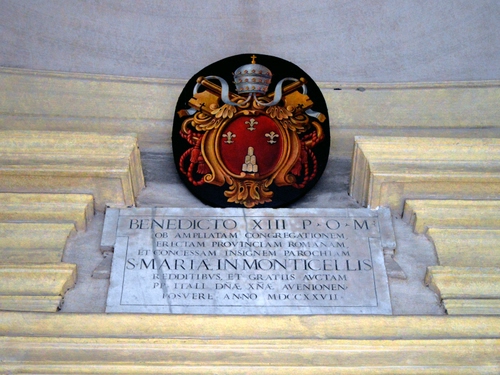 BENEDICTO XIII P·O·M
OB AMPLIATAM CONGREGATIONEM
ERECTAM PROVINCIAM ROMANAM
ET CONCESSAM INSIGNEM PAROCHIAM
S·MARIÆ IN MONTICELLIS
REDDITIBVS, ET GRATIIS AVCTAM
PP ITALI. DNÆ. XÑÆ. AVENIONEN·
POSVERE ANNO MDCCXXVII